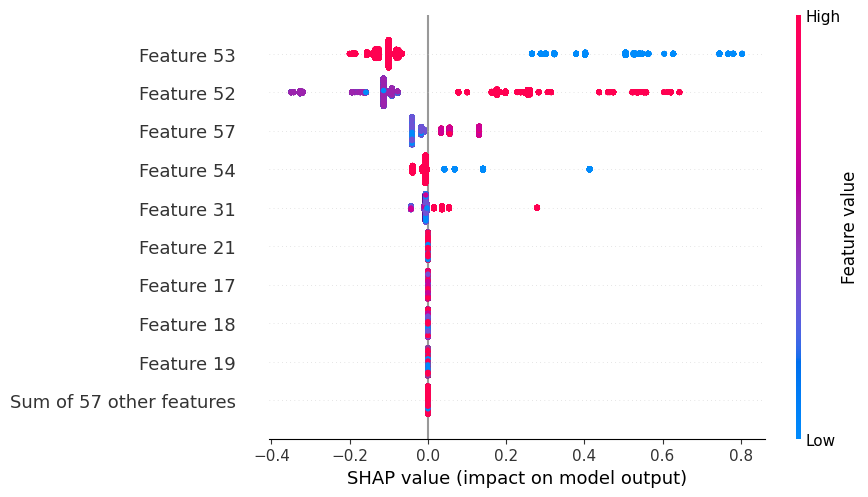 High
Feature 53
Feature 52
Feature 57
Feature 54
Feature 31
Feature 21
Feature 17
Feature 18
Feature 19
Sum of 57 other features
Feature value
Low
−0.4 −0.2 0.0 0.2 0.4 0.6 0.8
SHAP value (impact on model output)